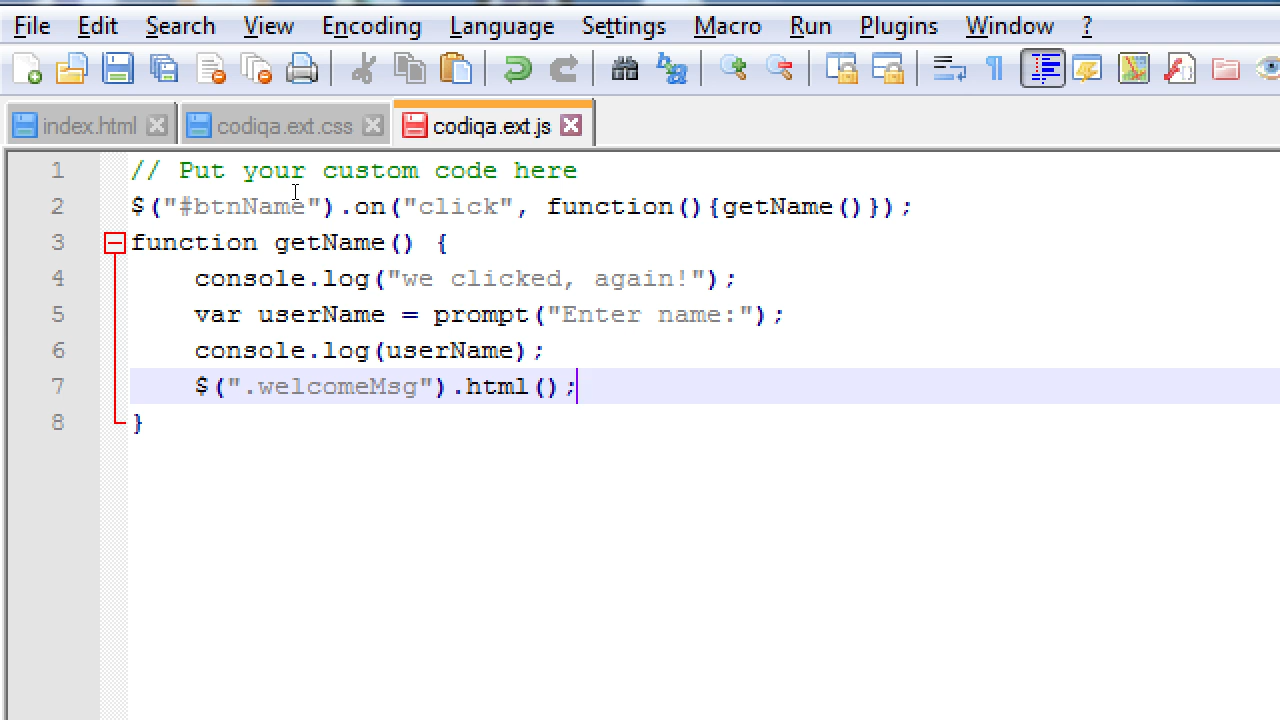 File Edit Search View Encoding Language Settings Macro Run Plugins Window ?
index.html codiqa.ext.css codiqa.ext.js
1 // Put your custom code here
2 $("#btnName").on("click", function(){getName()});
3 function getName() {
4 console.log("we clicked, again!");
5 var userName = prompt("Enter name:");
6 console.log(userName);
7 $(".welcomeMsg").html();
8 }